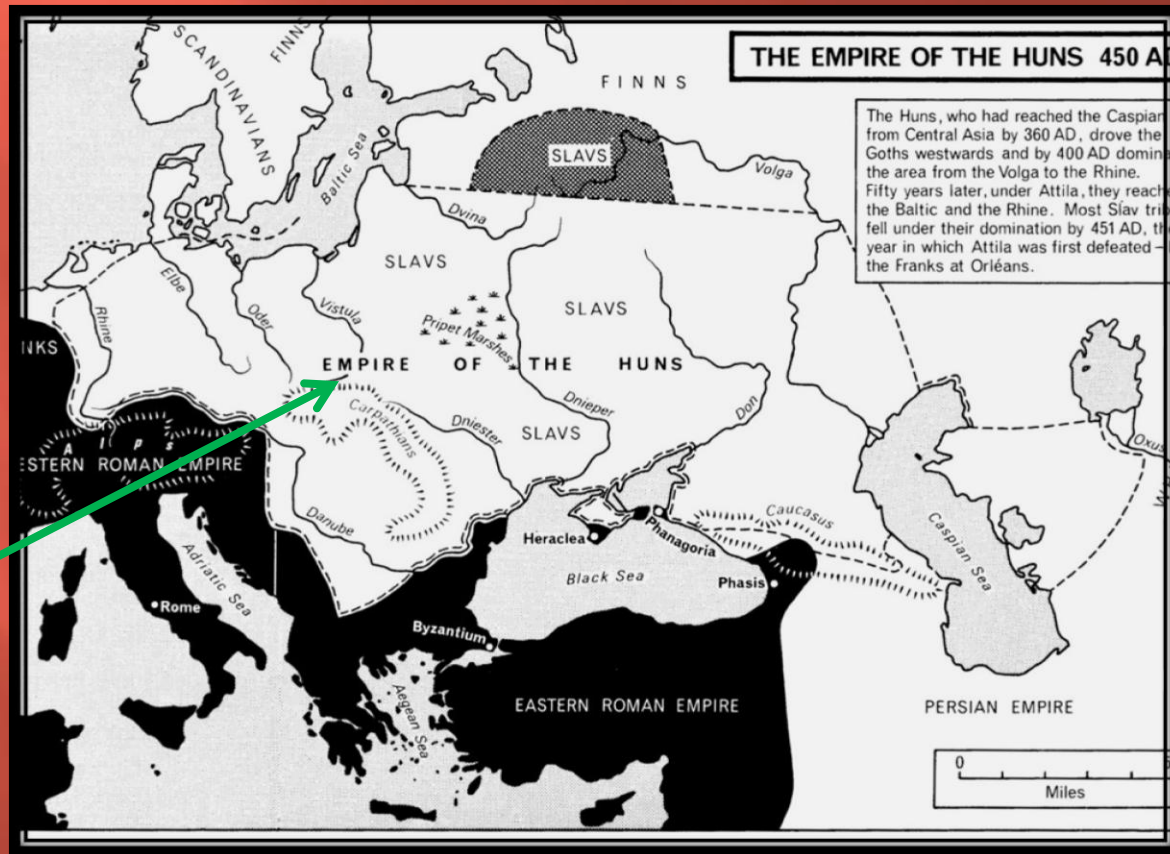 THE EMPIRE OF THE HUNS 450 A
The Huns, who had reached the Caspian
from Central Asia by 360 AD, drove the
Goths westwards and by 400 AD domin
the area from the Volga to the Rhine.
Fifty years later, under Attila, they reach
the Baltic and the Rhine. Most Slav tri
fell under their domination by 451 AD, th
year in which Attila was first defeated –
the Franks at Orléans.
SCANDINAVIANS
FINNS
FINNS
SLAVS
Volga
Baltic Sea
Dvina
SLAVS
Elbe
Rhine
Oder
Vistula
Pripet Marshes
SLAVS
NKS
EMPIRE OF THE HUNS
Carpathians
Dnieper
Don
Dniester
SLAVS
Alps
ESTERN ROMAN EMPIRE
Oxus
Danube
Heraclea
Phanagoria
Caucasus
Caspian Sea
Adriatic Sea
Black Sea
Phasis
Rome
Byzantium
Aegean Sea
EASTERN ROMAN EMPIRE
PERSIAN EMPIRE
0
Miles